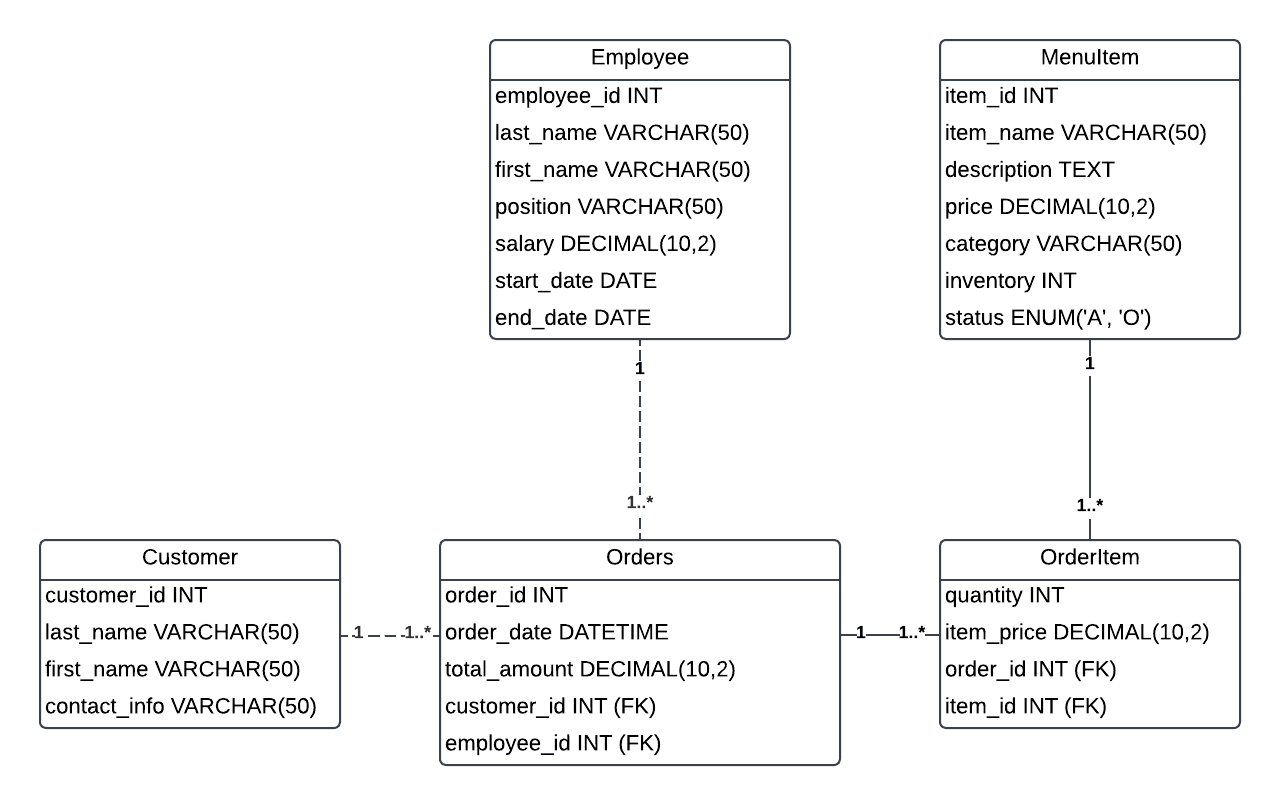 Employee
employee_id INT
last_name VARCHAR(50)
first_name VARCHAR(50)
position VARCHAR(50)
salary DECIMAL(10,2)
start_date DATE
end_date DATE
MenuItem
item_id INT
item_name VARCHAR(50)
description TEXT
price DECIMAL(10,2)
category VARCHAR(50)
inventory INT
status ENUM('A', 'O')
1
1..*
1
1..*
Customer
customer_id INT
last_name VARCHAR(50)
first_name VARCHAR(50)
contact_info VARCHAR(50)
1
1..*
Orders
order_id INT
order_date DATETIME
total_amount DECIMAL(10,2)
customer_id INT (FK)
employee_id INT (FK)
1
1..*
OrderItem
quantity INT
item_price DECIMAL(10,2)
order_id INT (FK)
item_id INT (FK)